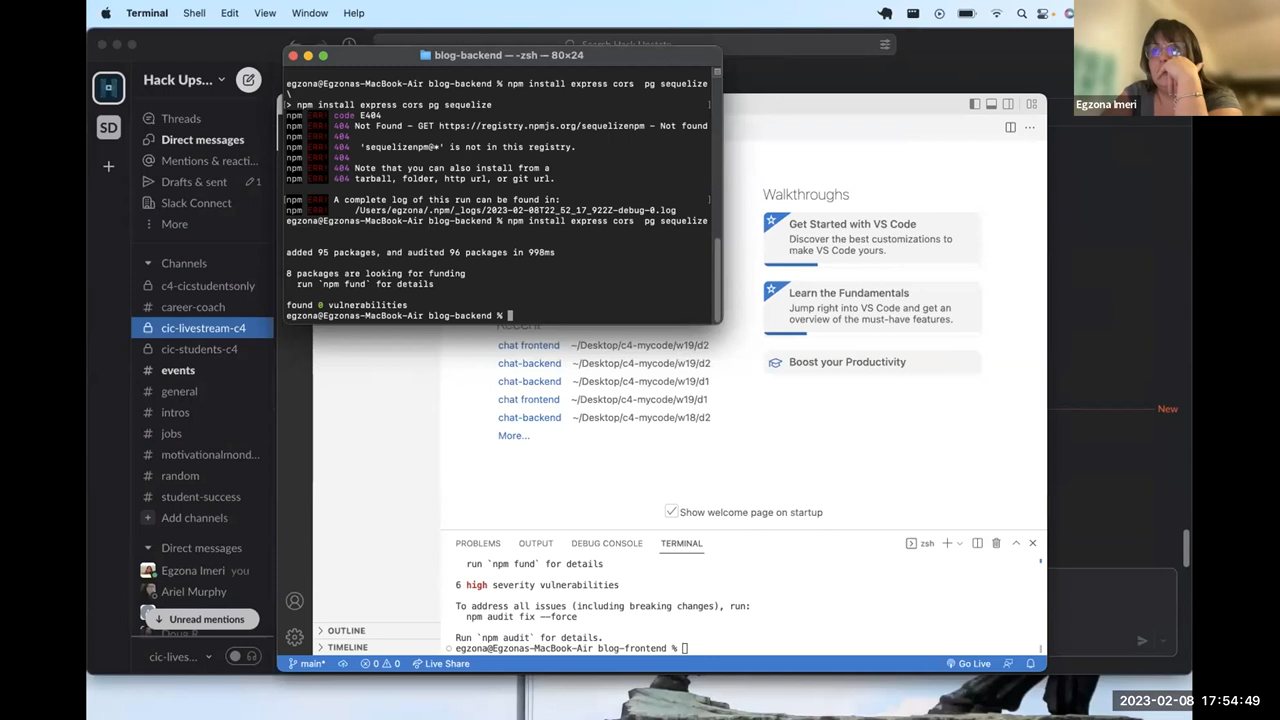 Terminal Shell Edit View Window Help
Egzona Imeri
Hack Ups...
SD
Threads
Direct messages
Mentions & reacti...
Drafts & sent 1
Slack Connect
More
Channels
c4-cicstudentsonly
career-coach
cic-livestream-c4
cic-students-c4
events
general
intros
jobs
motivationalmond...
random
student-success
Add channels
Direct messages
Egzona Imeri you
Ariel Murphy
Unread mentions
cic-lives...
blog-backend — -zsh — 80×24
egzona@Egzonas-MacBook-Air blog-backend % npm install express cors  pg sequelize
\
> npm install express cors pg sequelize
npm ERR! code E404
npm ERR! 404 Not Found - GET https://registry.npmjs.org/sequelizenpm - Not found
npm ERR! 404
npm ERR! 404  'sequelizenpm@*' is not in this registry.
npm ERR! 404
npm ERR! 404 Note that you can also install from a
npm ERR! 404 tarball, folder, http url, or git url.
npm ERR! A complete log of this run can be found in:
npm ERR!     /Users/egzona/.npm/_logs/2023-02-08T22_52_17_922Z-debug-0.log
egzona@Egzonas-MacBook-Air blog-backend % npm install express cors  pg sequelize
added 95 packages, and audited 96 packages in 998ms
8 packages are looking for funding
run `npm fund` for details
found 0 vulnerabilities
egzona@Egzonas-MacBook-Air blog-backend %
Walkthroughs
Get Started with VS Code
Discover the best customizations to
make VS Code yours.
Learn the Fundamentals
Jump right into VS Code and get an
overview of the must-have features.
Boost your Productivity
chat frontend ~/Desktop/c4-mycode/w19/d2
chat-backend ~/Desktop/c4-mycode/w19/d2
chat-backend ~/Desktop/c4-mycode/w19/d1
chat frontend ~/Desktop/c4-mycode/w19/d1
chat-backend ~/Desktop/c4-mycode/w18/d2
More...
New
Show welcome page on startup
PROBLEMS OUTPUT DEBUG CONSOLE TERMINAL
zsh
run `npm fund` for details
6 high severity vulnerabilities
To address all issues (including breaking changes), run:
npm audit fix --force
Run `npm audit` for details.
egzona@Egzonas-MacBook-Air blog-frontend %
OUTLINE
TIMELINE
main* 0 0 Live Share
Go Live
2023-02-08 17:54:49